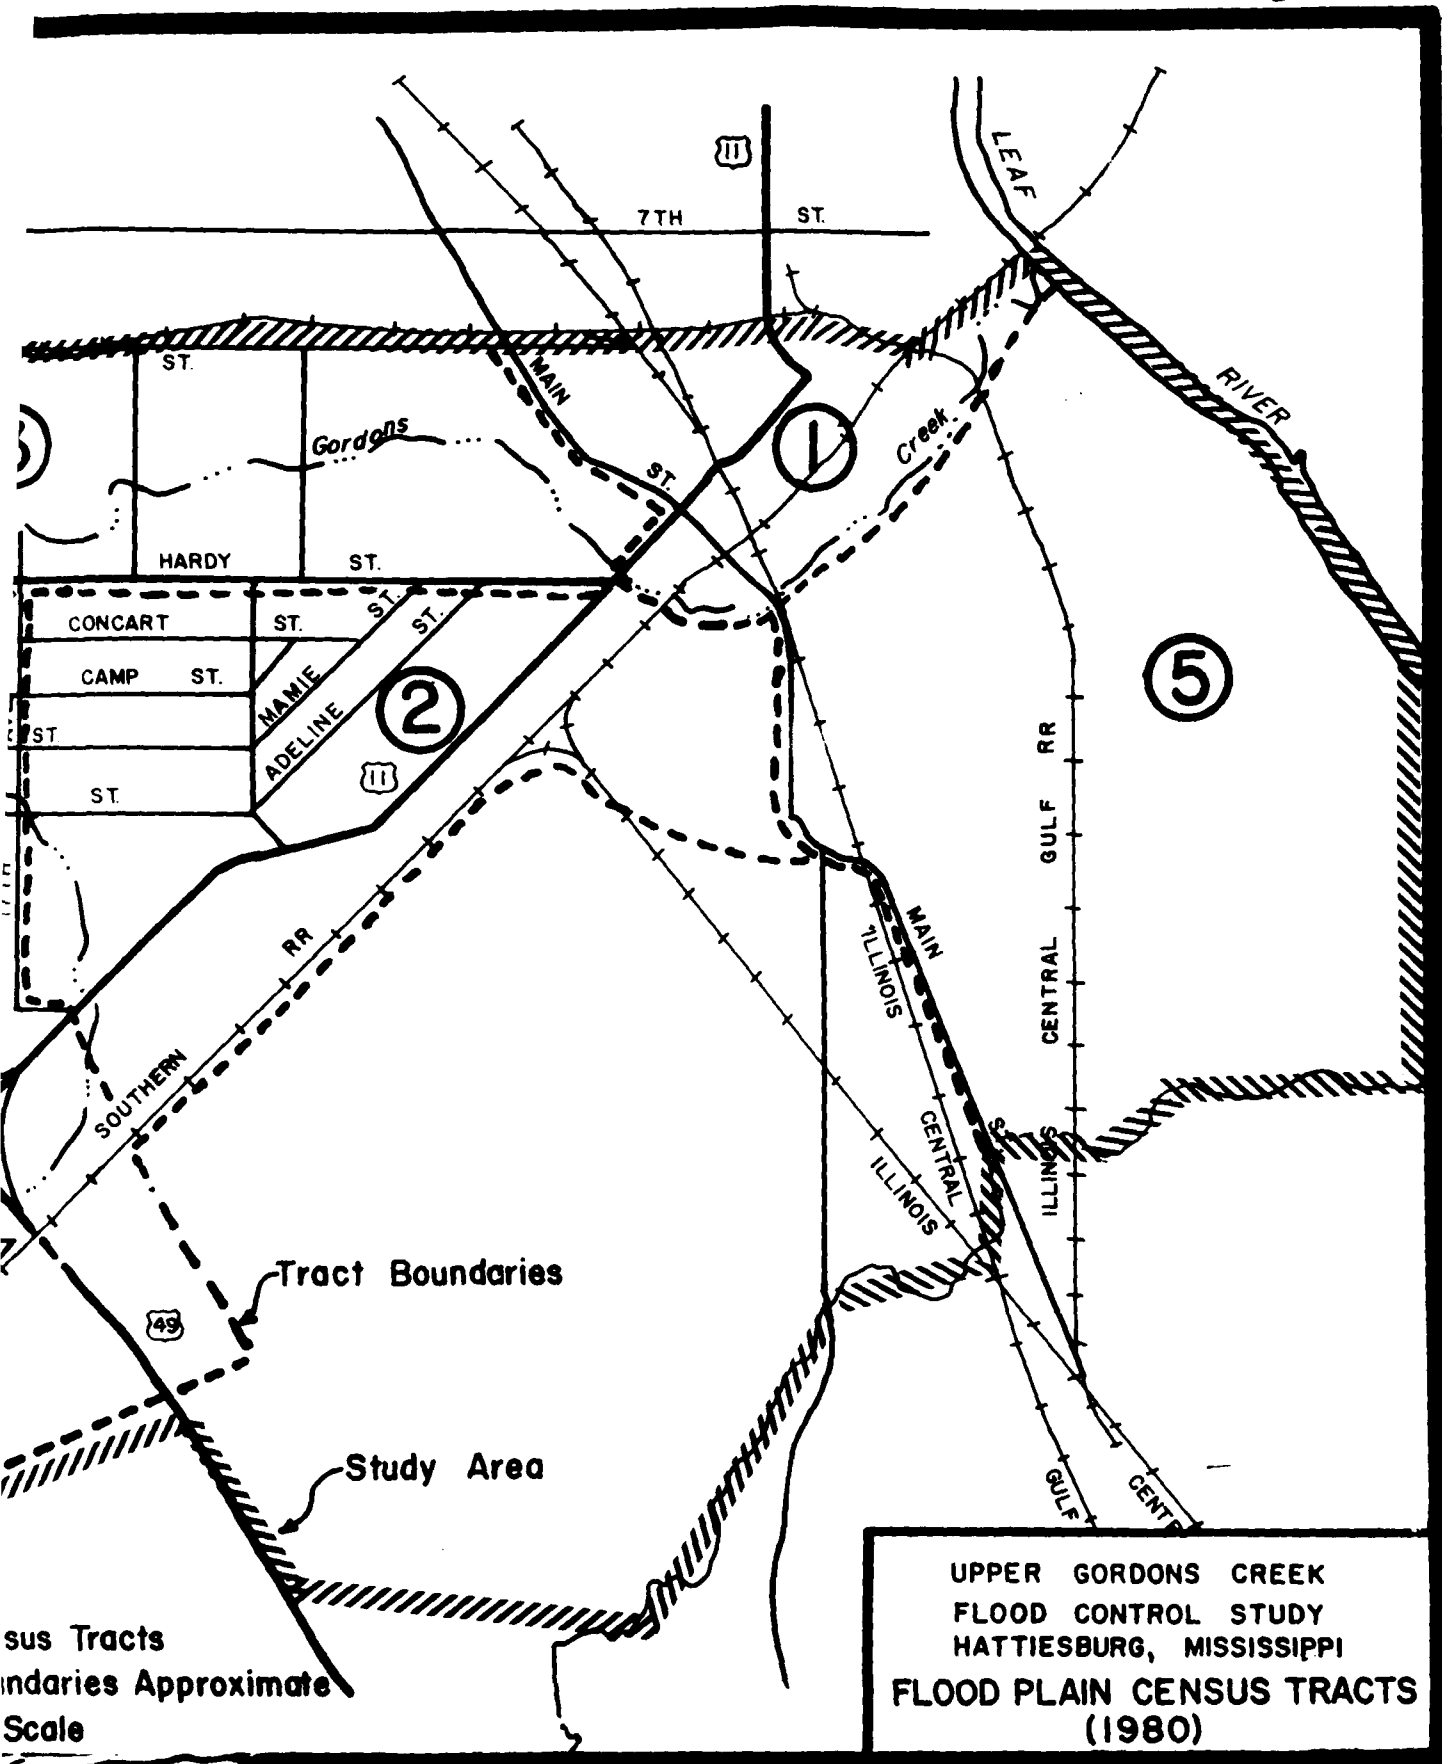 11
LEAF
7TH ST.
RIVER
ST.
MAIN
ST.
Gordons
Creek
1
HARDY ST.
CONCART ST.
ST.
ST.
CAMP ST.
MAMIE
ADELINE
2
5
ST.
11
ST.
RR
SOUTHERN
MAIN
ILLINOIS
CENTRAL
ILLINOIS
ILLINOIS CENTRAL GULF RR
Tract Boundaries
49
Study Area
GULF
CENTR
sus Tracts
undaries Approximate
Scale
UPPER GORDONS CREEK
FLOOD CONTROL STUDY
HATTIESBURG, MISSISSIPPI
FLOOD PLAIN CENSUS TRACTS
(1980)